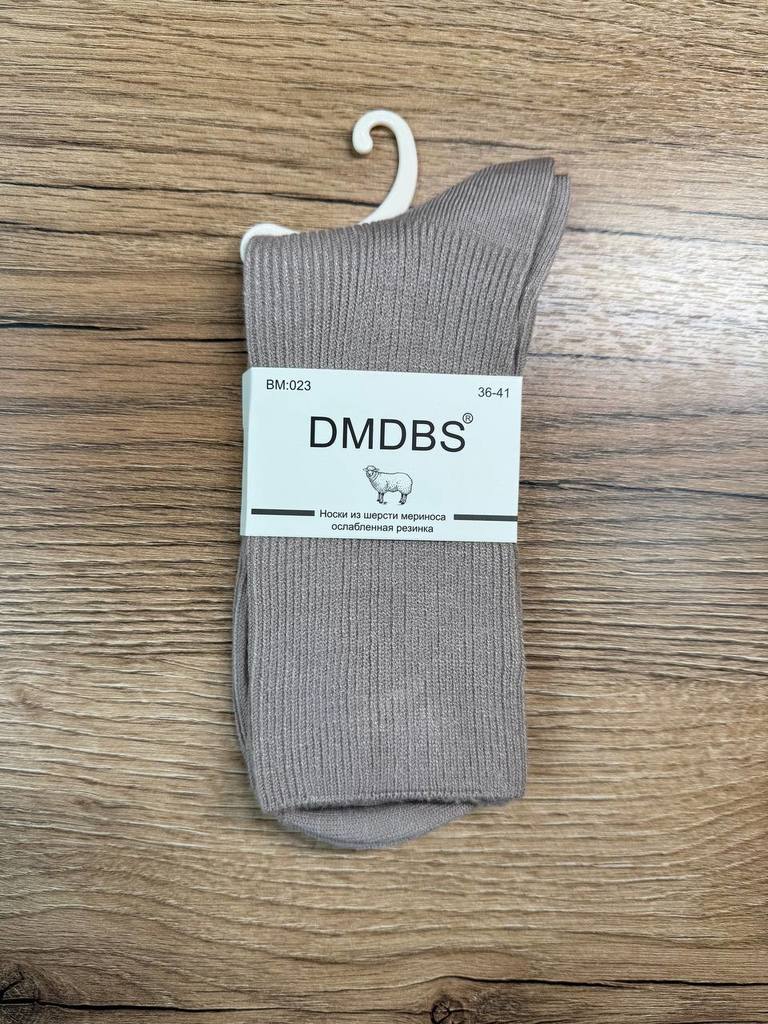 BM:023
36-41
DMDBS®
Носки из шерсти мериноса
ослабленная резинка